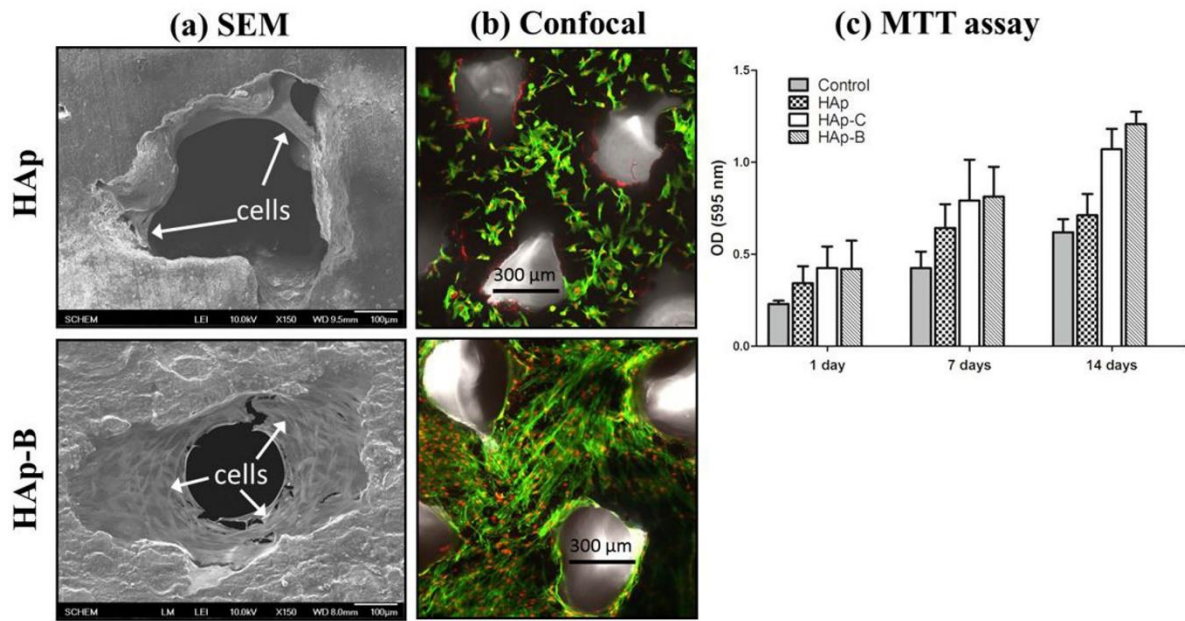 (a) SEM
(b) Confocal
(c) MTT assay
HAp
cells
SCHEM LEI 10.0kV X150 WD 9.5mm 100µm
300 µm
HAp-B
cells
SCHEM LM LEI 10.0kV X150 WD 8.0mm 100µm
300 µm
Control
HAp
HAp-C
HAp-B
OD (595 nm)
1.5
1.0
0.5
0.0
1 day 7 days 14 days